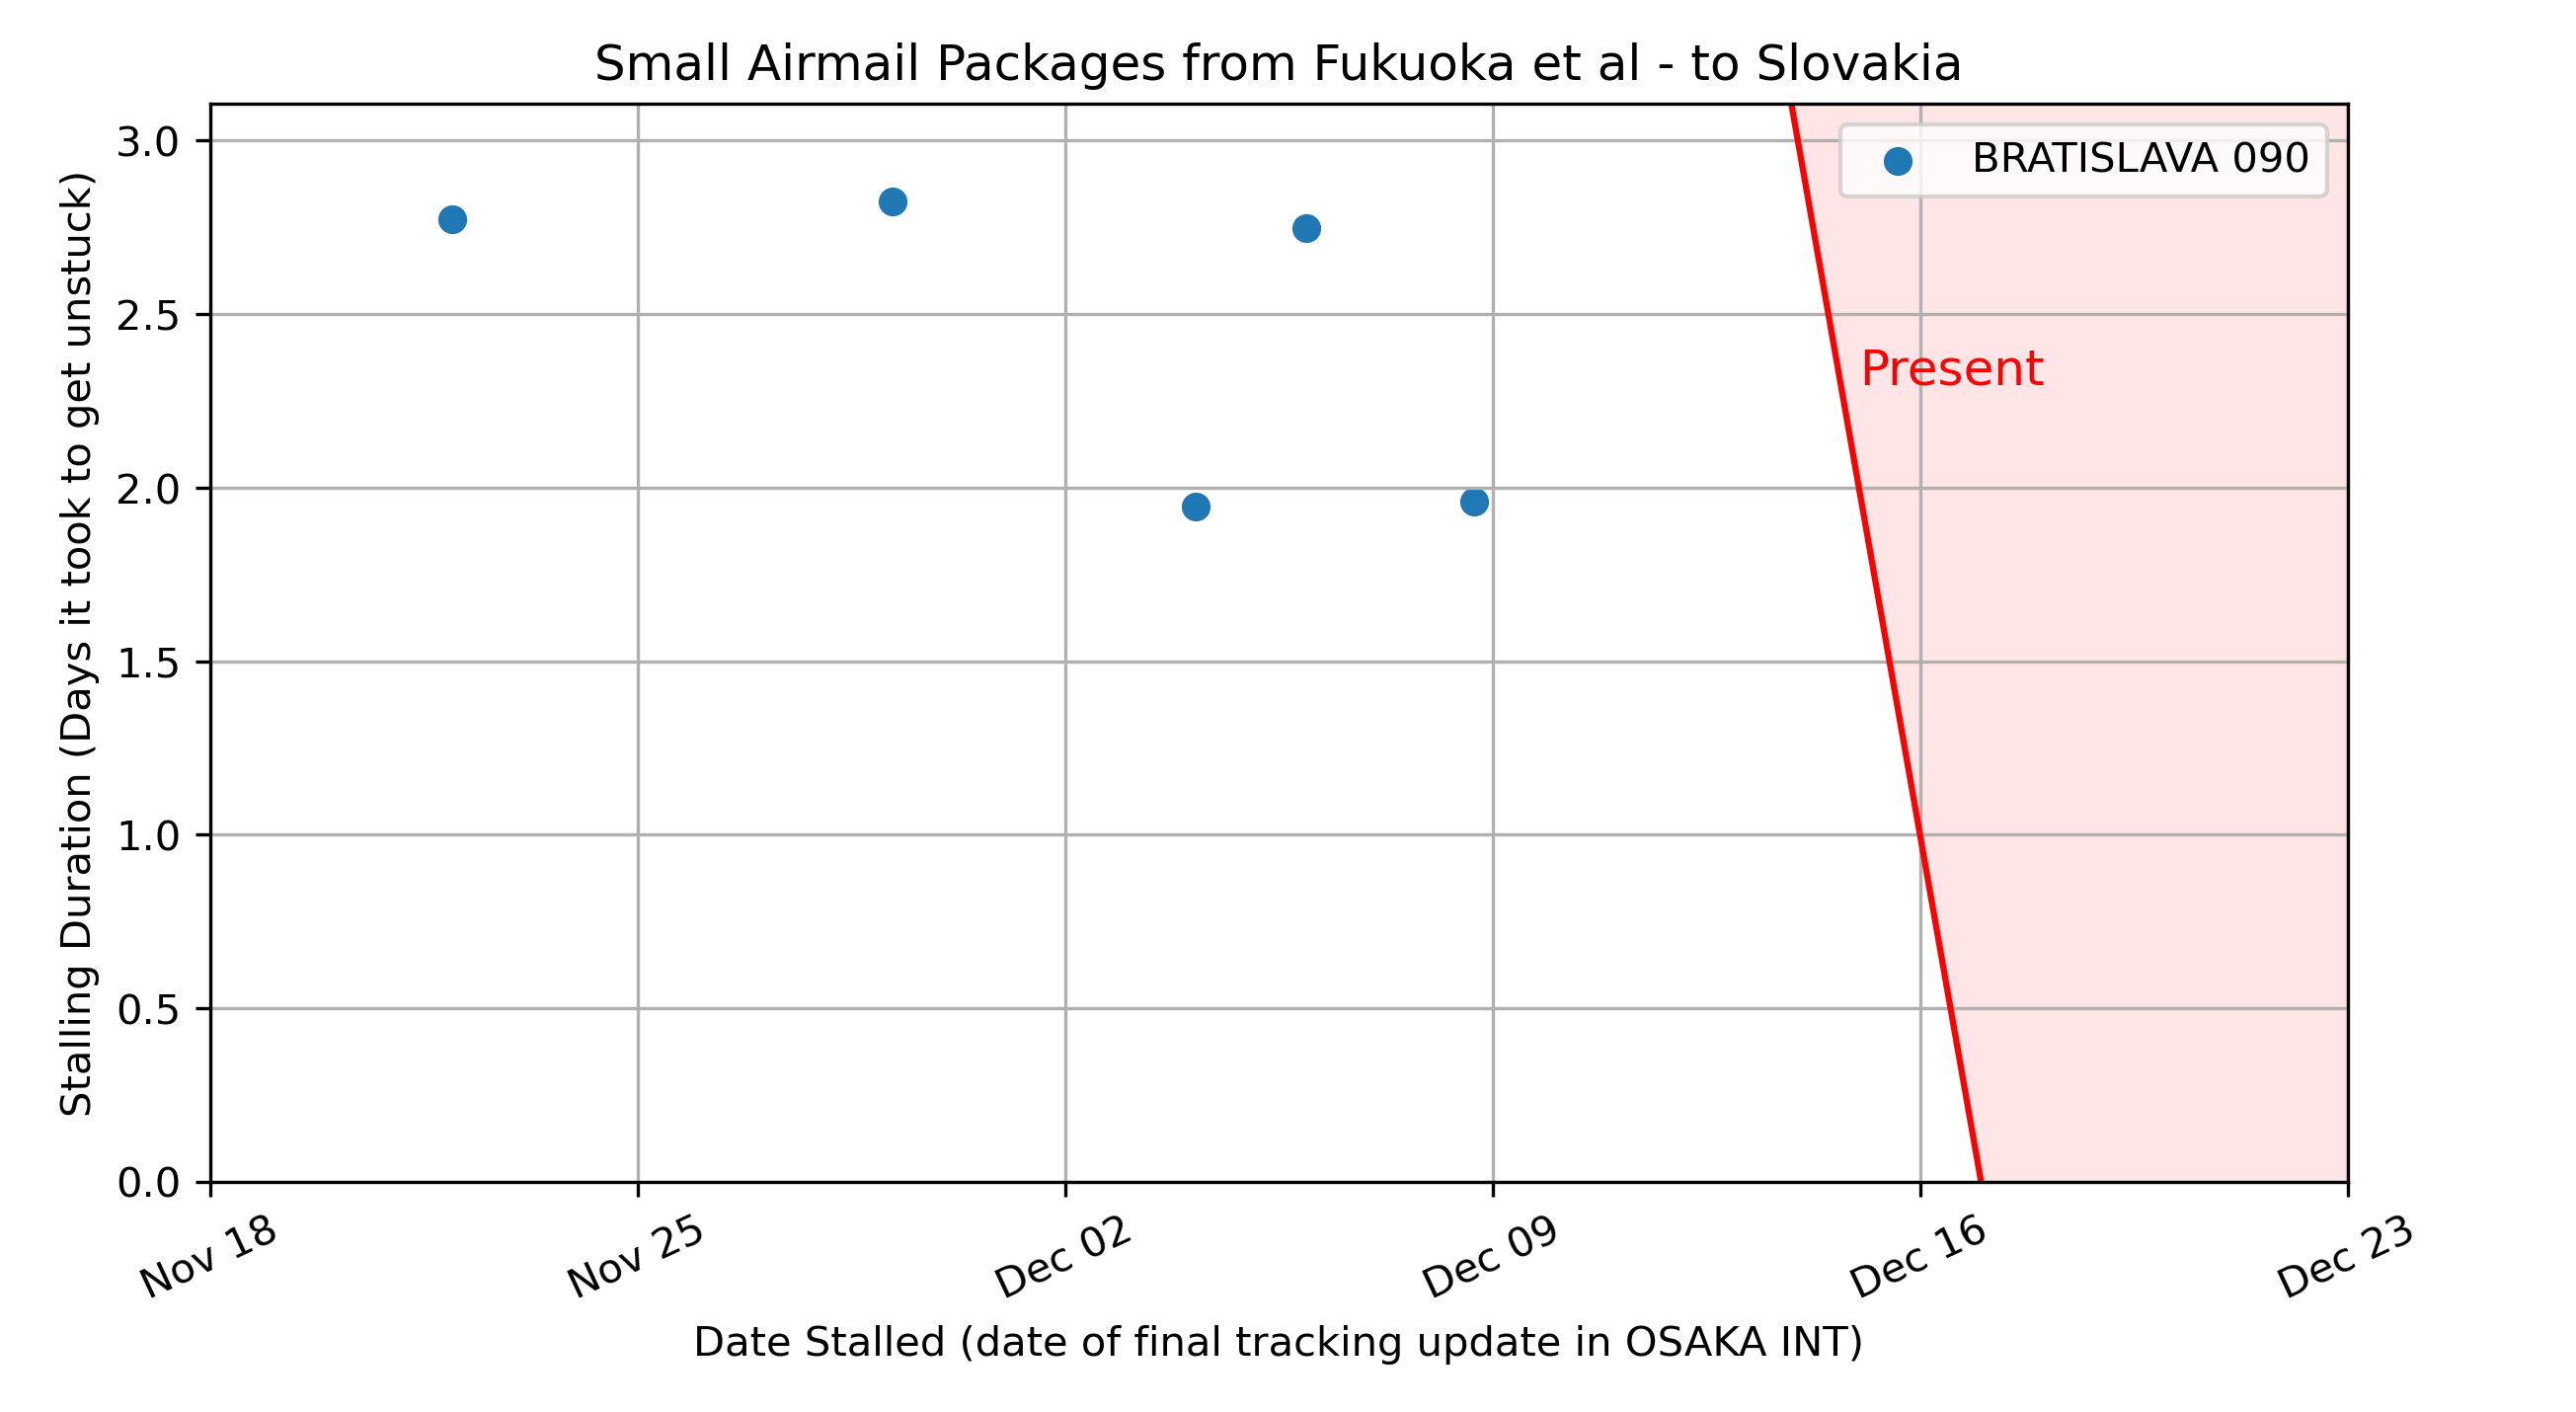 Small Airmail Packages from Fukuoka et al - to Slovakia
BRATISLAVA 090
Present
Stalling Duration (Days it took to get unstuck)
3.0
2.5
2.0
1.5
1.0
0.5
0.0
Nov 18
Nov 25
Dec 02
Dec 09
Dec 16
Dec 23
Date Stalled (date of final tracking update in OSAKA INT)